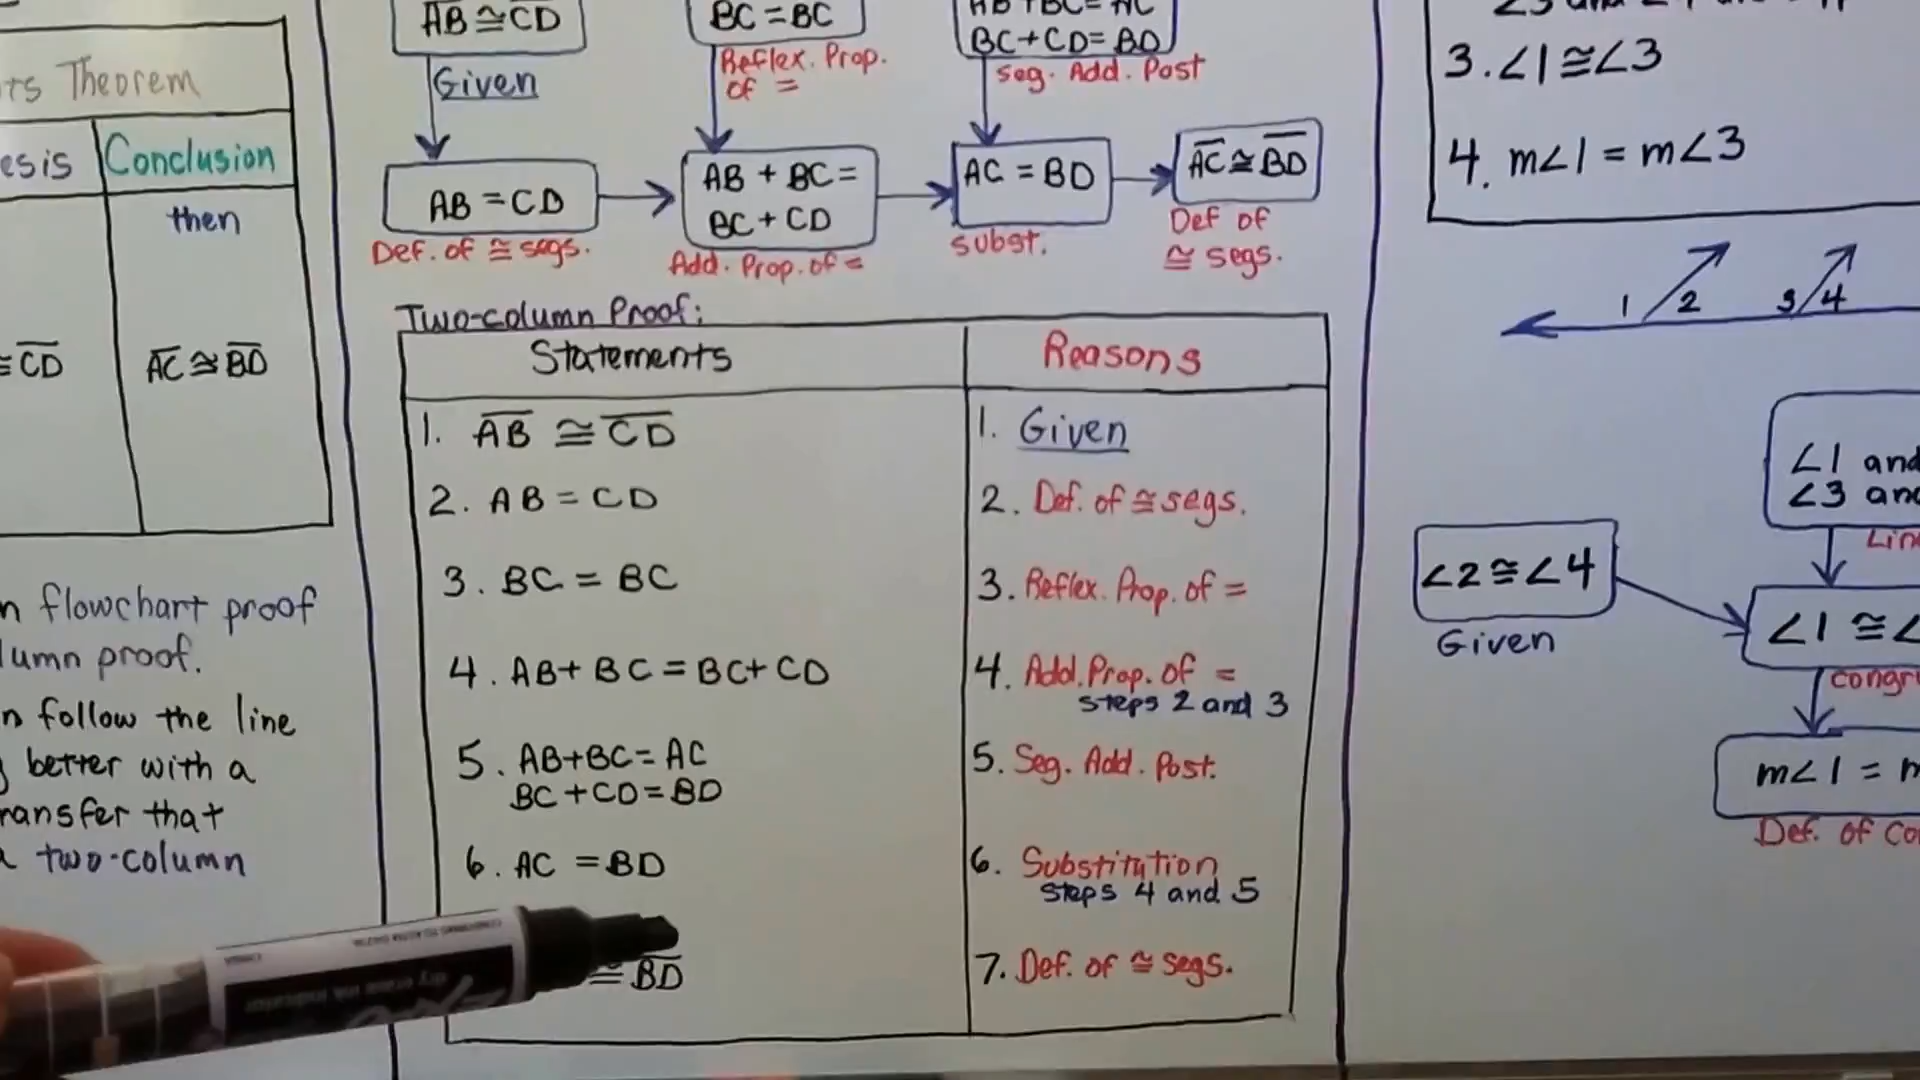 Theorem
Conclusion
then
≅ CD
AC ≅ BD
flowchart proof
proof.
follow the line
better with a
that
two-column
AB ≅ CD
Given
AB = CD
Def. of ≅ segs.
BC = BC
Reflex. Prop.
of =
AB + BC =
BC + CD
Add. Prop. of =
AB + BC = AC
BC + CD = BD
Seg. Add. Post
AC = BD
subst.
AC ≅ BD
Def of
≅ segs.
Two-column Proof:
Statements Reasons
1. AB ≅ CD 1. Given
2. AB = CD 2. Def. of ≅ segs.
3. BC = BC 3. Reflex. Prop. of =
4. AB + BC = BC + CD 4. Add. Prop. of =
steps 2 and 3
5. AB+BC = AC 5. Seg. Add. Post.
BC + CD = BD
6. AC = BD 6. Substitution
steps 4 and 5
≅ BD 7. Def. of ≅ segs.
3. ∠1 ≅ ∠3
4. m∠1 = m∠3
1 2 3 4
∠1 and
∠3 and
∠2 ≅ ∠4
Given
∠1 ≅ ∠
m∠1 = m
Def. of